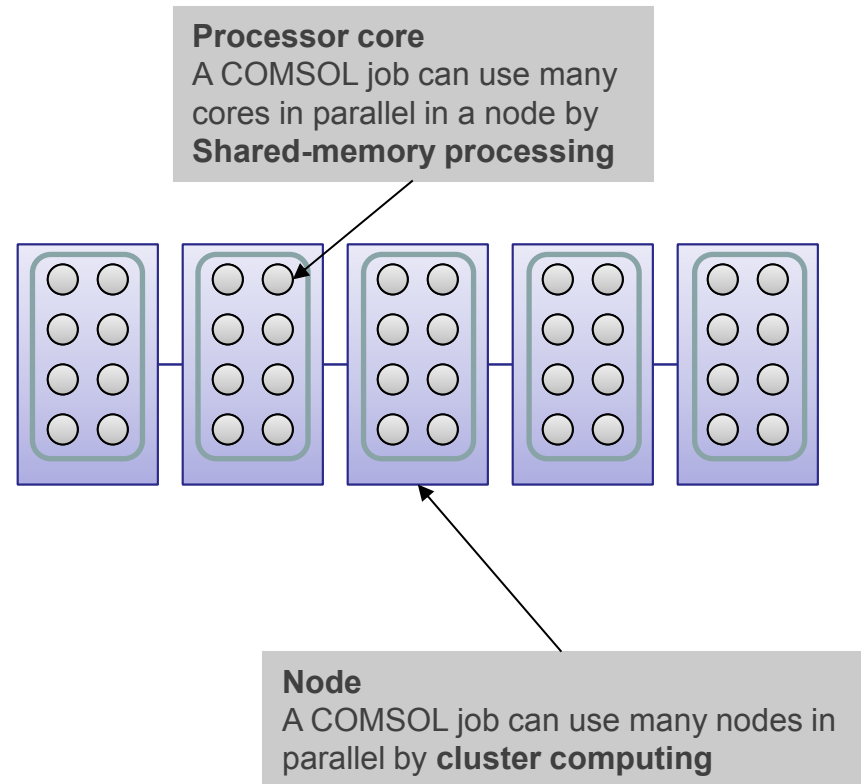 Processor core
A COMSOL job can use many
cores in parallel in a node by
Shared-memory processing
Node
A COMSOL job can use many nodes in
parallel by cluster computing